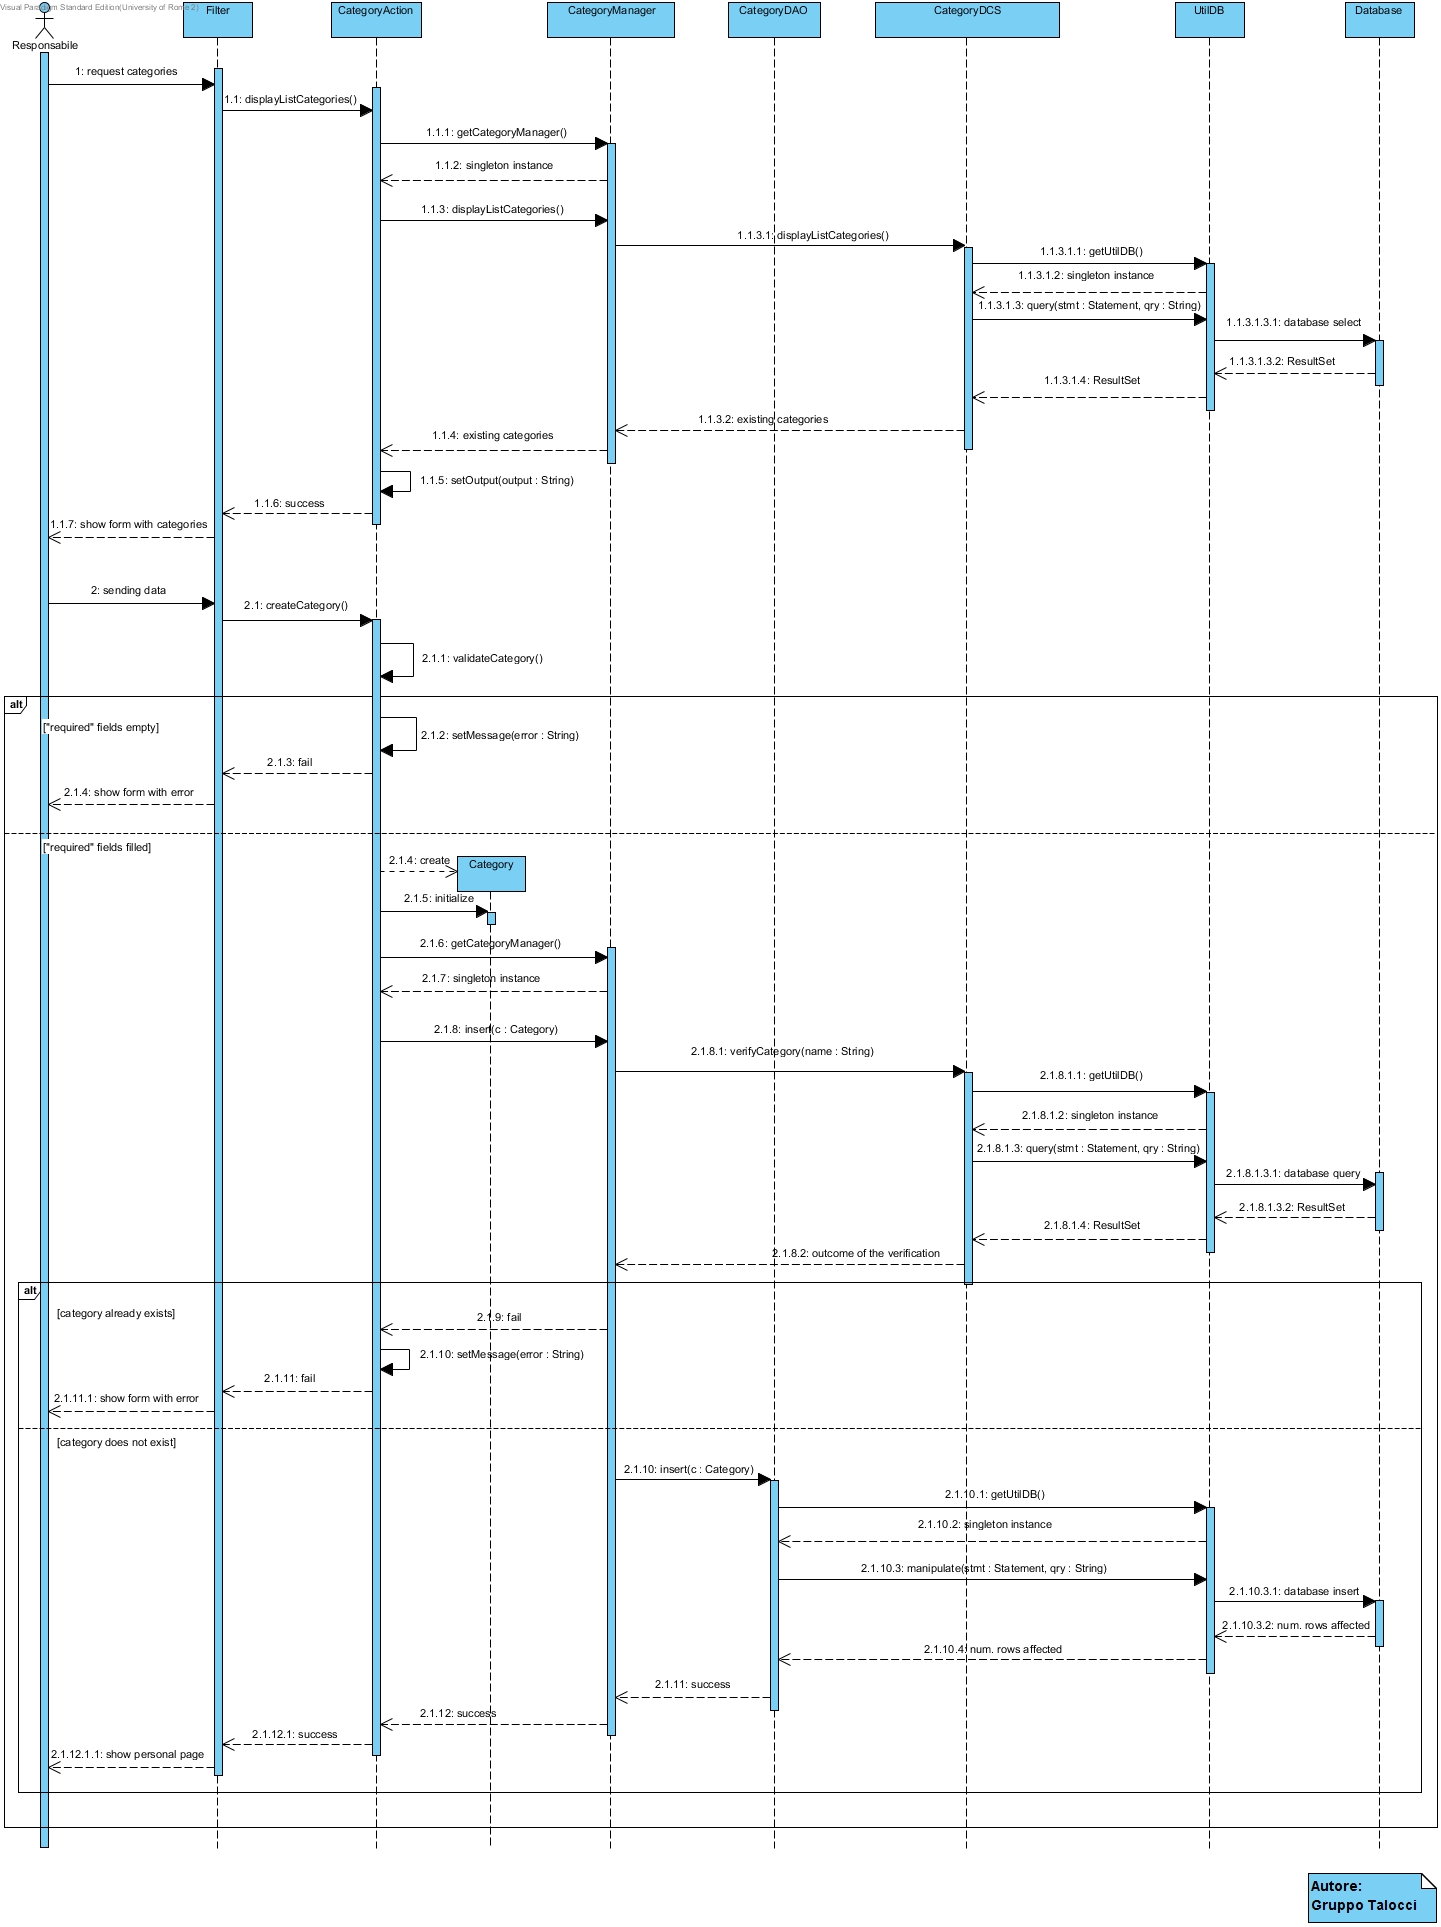 Visual Paradigm Standard Edition(University of Rome 2)
Responsabile
Filter
CategoryAction
CategoryManager
CategoryDAO
CategoryDCS
UtilDB
Database
1: request categories
1.1: displayListCategories()
1.1.1: getCategoryManager()
1.1.2: singleton instance
1.1.3: displayListCategories()
1.1.3.1: displayListCategories()
1.1.3.1.1: getUtilDB()
1.1.3.1.2: singleton instance
1.1.3.1.3: query(stmt : Statement, qry : String)
1.1.3.1.3.1: database select
1.1.3.1.3.2: ResultSet
1.1.3.1.4: ResultSet
1.1.3.2: existing categories
1.1.4: existing categories
1.1.5: setOutput(output : String)
1.1.6: success
1.1.7: show form with categories
2: sending data
2.1: createCategory()
2.1.1: validateCategory()
alt
["required" fields empty]
2.1.2: setMessage(error : String)
2.1.3: fail
2.1.4: show form with error
["required" fields filled]
2.1.4: create
Category
2.1.5: initialize
2.1.6: getCategoryManager()
2.1.7: singleton instance
2.1.8: insert(c : Category)
2.1.8.1: verifyCategory(name : String)
2.1.8.1.1: getUtilDB()
2.1.8.1.2: singleton instance
2.1.8.1.3: query(stmt : Statement, qry : String)
2.1.8.1.3.1: database query
2.1.8.1.3.2: ResultSet
2.1.8.1.4: ResultSet
2.1.8.2: outcome of the verification
alt
[category already exists]
2.1.9: fail
2.1.10: setMessage(error : String)
2.1.11: fail
2.1.11.1: show form with error
[category does not exist]
2.1.10: insert(c : Category)
2.1.10.1: getUtilDB()
2.1.10.2: singleton instance
2.1.10.3: manipulate(stmt : Statement, qry : String)
2.1.10.3.1: database insert
2.1.10.3.2: num. rows affected
2.1.10.4: num. rows affected
2.1.11: success
2.1.12: success
2.1.12.1: success
2.1.12.1.1: show personal page
Autore:
Gruppo Talocci